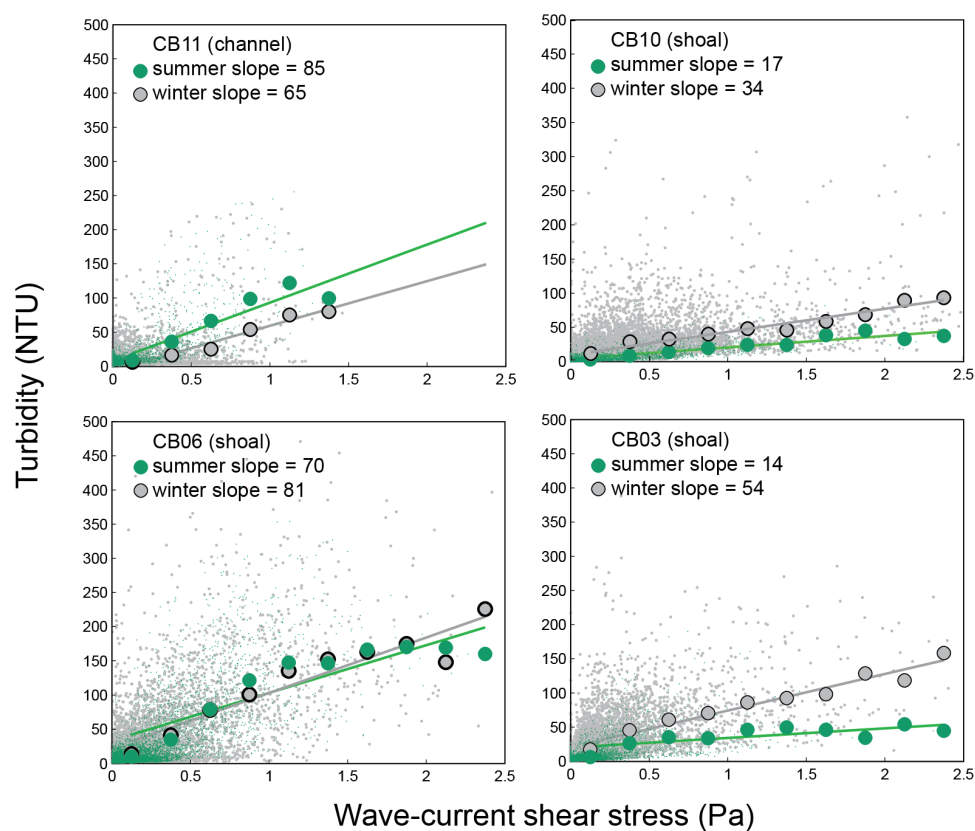 Turbidity (NTU)
CB11 (channel)
summer slope = 85
winter slope = 65
500
450
400
350
300
250
200
150
100
50
0
0 0.5 1 1.5 2 2.5
CB10 (shoal)
summer slope = 17
winter slope = 34
500
450
400
350
300
250
200
150
100
50
0
0 0.5 1 1.5 2 2.5
CB06 (shoal)
summer slope = 70
winter slope = 81
500
450
400
350
300
250
200
150
100
50
0
0 0.5 1 1.5 2 2.5
CB03 (shoal)
summer slope = 14
winter slope = 54
500
450
400
350
300
250
200
150
100
50
0
0 0.5 1 1.5 2 2.5
Wave-current shear stress (Pa)